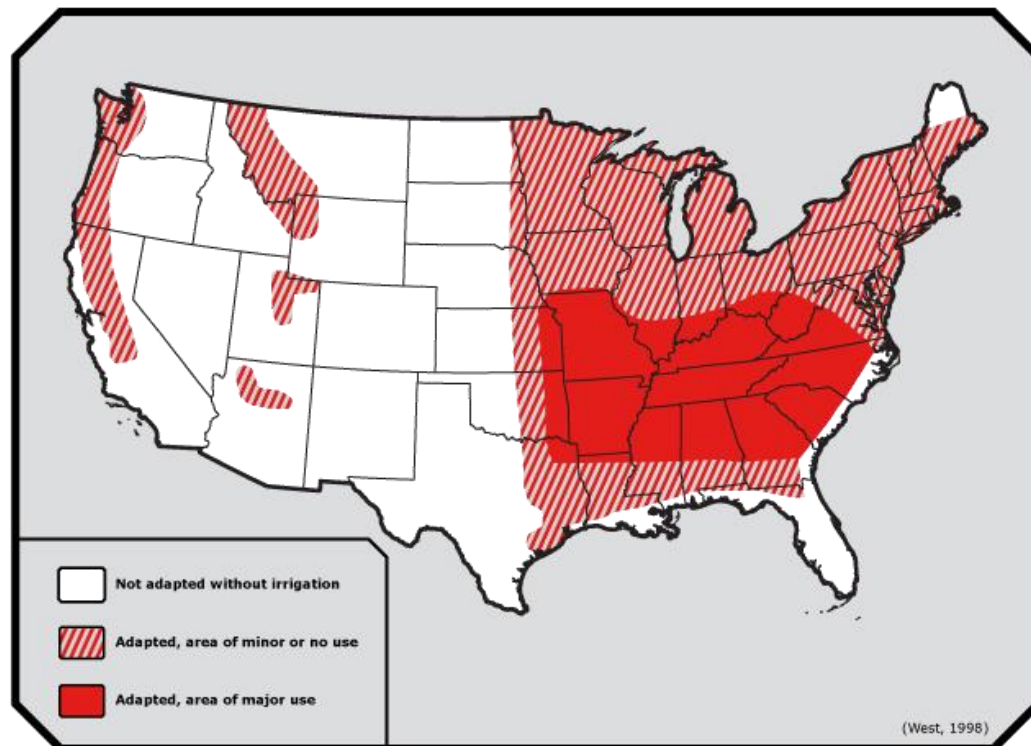 Not adapted without irrigation
Adapted, area of minor or no use
Adapted, area of major use
(West, 1998)